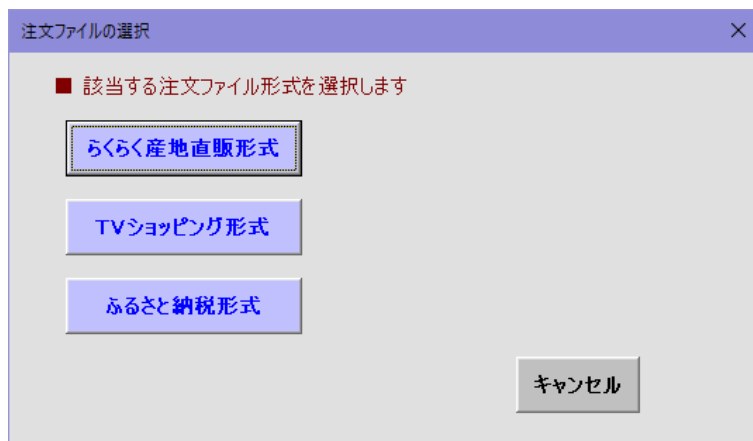 注文ファイルの選択
■ 該当する注文ファイル形式を選択します
らくらく産地直販形式
TVショッピング形式
ふるさと納税形式
キャンセル